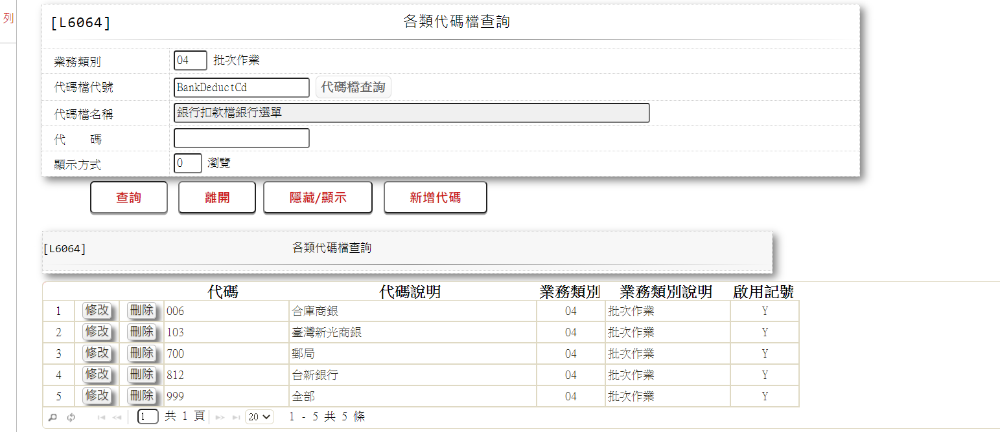 列
[L6064] 各類代碼檔查詢
業務類別 04 批次作業
代碼檔代號 BankDeductCd 代碼檔查詢
代碼檔名稱 銀行扣款檔銀行選單
代 碼
顯示方式 0 瀏覽
查詢 離開 隱藏/顯示 新增代碼
[L6064] 各類代碼檔查詢
代碼 代碼說明 業務類別 業務類別說明 啟用記號
1 修改 刪除 006 合庫商銀 04 批次作業 Y
2 修改 刪除 103 臺灣新光商銀 04 批次作業 Y
3 修改 刪除 700 郵局 04 批次作業 Y
4 修改 刪除 812 台新銀行 04 批次作業 Y
5 修改 刪除 999 全部 04 批次作業 Y
1 共 1 頁 20 1 - 5 共 5 條